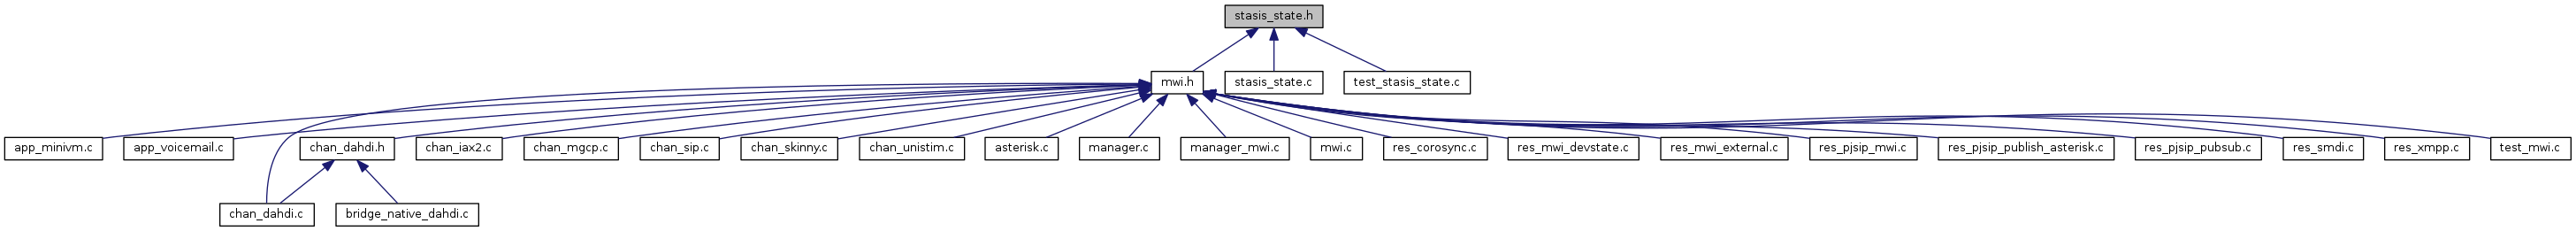 stasis_state.h
mwi.h
stasis_state.c
test_stasis_state.c
app_minivm.c
app_voicemail.c
chan_dahdi.h
chan_iax2.c
chan_mgcp.c
chan_sip.c
chan_skinny.c
chan_unistim.c
asterisk.c
manager.c
manager_mwi.c
mwi.c
res_corosync.c
res_mwi_devstate.c
res_mwi_external.c
res_pjsip_mwi.c
res_pjsip_publish_asterisk.c
res_pjsip_pubsub.c
res_smdi.c
res_xmpp.c
test_mwi.c
chan_dahdi.c
bridge_native_dahdi.c